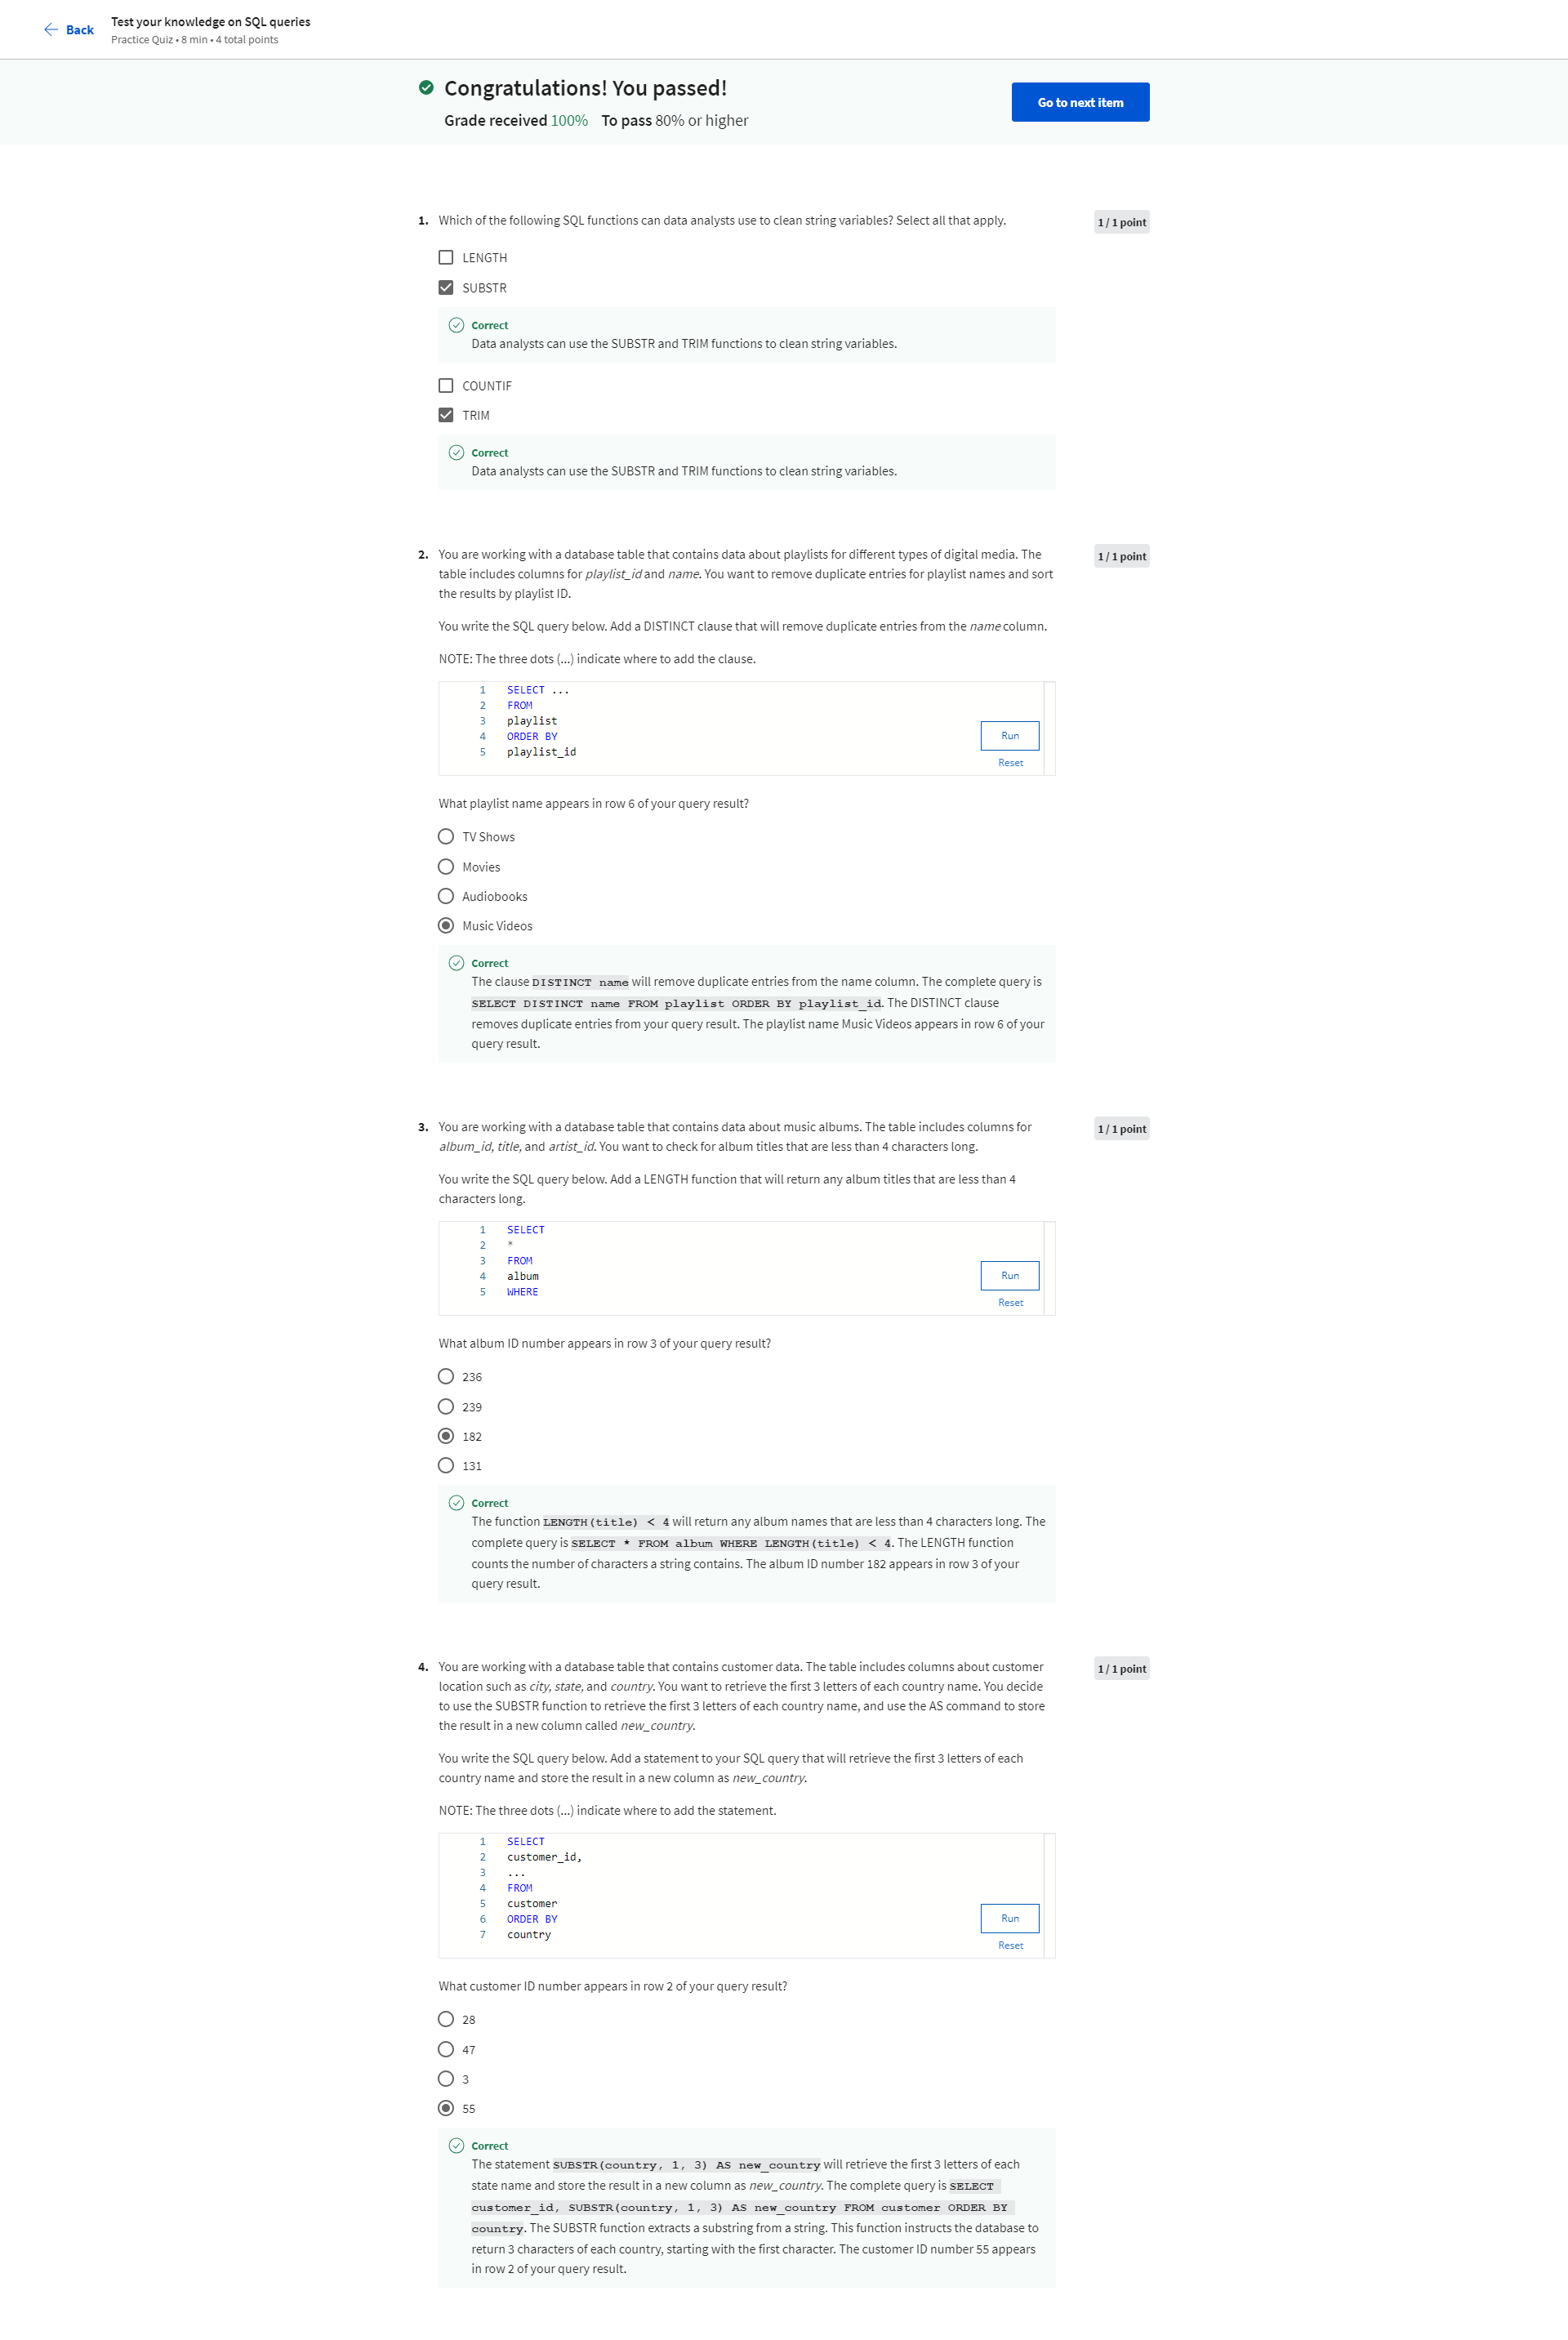 Back
Test your knowledge on SQL queries
Practice Quiz • 8 min • 4 total points
Congratulations! You passed!
Grade received 100% To pass 80% or higher
Go to next item
1. Which of the following SQL functions can data analysts use to clean string variables? Select all that apply.
1 / 1 point
LENGTH
SUBSTR
Correct
Data analysts can use the SUBSTR and TRIM functions to clean string variables.
COUNTIF
TRIM
Correct
Data analysts can use the SUBSTR and TRIM functions to clean string variables.
2. You are working with a database table that contains data about playlists for different types of digital media. The
1 / 1 point
table includes columns for playlist_id and name. You want to remove duplicate entries for playlist names and sort
the results by playlist ID.
You write the SQL query below. Add a DISTINCT clause that will remove duplicate entries from the name column.
NOTE: The three dots (...) indicate where to add the clause.
1 SELECT ...
2 FROM
3 playlist
4 ORDER BY
5 playlist_id
Run
Reset
What playlist name appears in row 6 of your query result?
TV Shows
Movies
Audiobooks
Music Videos
Correct
The clause DISTINCT name will remove duplicate entries from the name column. The complete query is
SELECT DISTINCT name FROM playlist ORDER BY playlist_id. The DISTINCT clause
removes duplicate entries from your query result. The playlist name Music Videos appears in row 6 of your
query result.
3. You are working with a database table that contains data about music albums. The table includes columns for
1 / 1 point
album_id, title, and artist_id. You want to check for album titles that are less than 4 characters long.
You write the SQL query below. Add a LENGTH function that will return any album titles that are less than 4
characters long.
1 SELECT
2 *
3 FROM
4 album
5 WHERE
Run
Reset
What album ID number appears in row 3 of your query result?
236
239
182
131
Correct
The function LENGTH(title) < 4 will return any album names that are less than 4 characters long. The
complete query is SELECT * FROM album WHERE LENGTH(title) < 4. The LENGTH function
counts the number of characters a string contains. The album ID number 182 appears in row 3 of your
query result.
4. You are working with a database table that contains customer data. The table includes columns about customer
1 / 1 point
location such as city, state, and country. You want to retrieve the first 3 letters of each country name. You decide
to use the SUBSTR function to retrieve the first 3 letters of each country name, and use the AS command to store
the result in a new column called new_country.
You write the SQL query below. Add a statement to your SQL query that will retrieve the first 3 letters of each
country name and store the result in a new column as new_country.
NOTE: The three dots (...) indicate where to add the statement.
1 SELECT
2 customer_id,
3 ...
4 FROM
5 customer
6 ORDER BY
7 country
Run
Reset
What customer ID number appears in row 2 of your query result?
28
47
3
55
Correct
The statement SUBSTR(country, 1, 3) AS new_country will retrieve the first 3 letters of each
state name and store the result in a new column as new_country. The complete query is SELECT
customer_id, SUBSTR(country, 1, 3) AS new_country FROM customer ORDER BY
country. The SUBSTR function extracts a substring from a string. This function instructs the database to
return 3 characters of each country, starting with the first character. The customer ID number 55 appears
in row 2 of your query result.